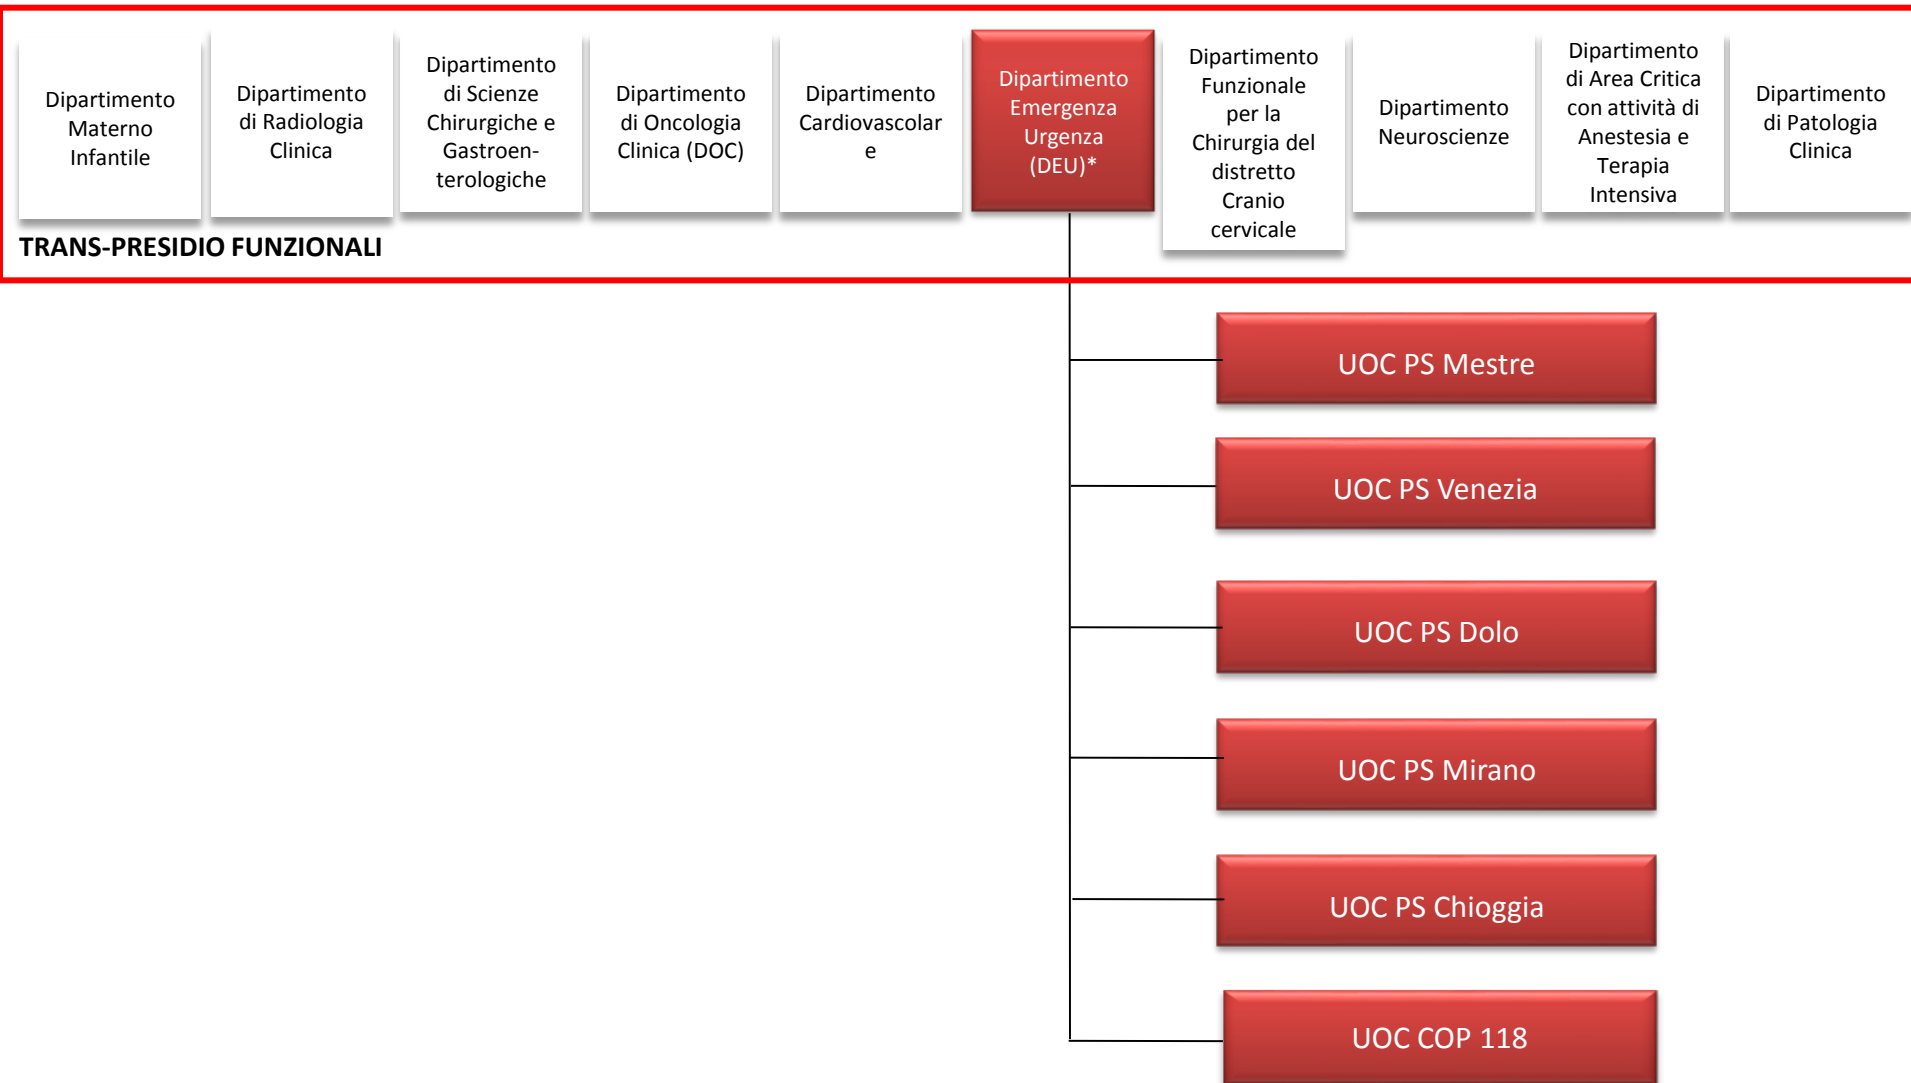 Dipartimento
Materno
Infantile
Dipartimento
di Radiologia
Clinica
Dipartimento
di Scienze
Chirurgiche e
Gastroen-
terologiche
Dipartimento
di Oncologia
Clinica (DOC)
Dipartimento
Cardiovascolar
e
Dipartimento
Emergenza
Urgenza
(DEU)*
Dipartimento
Funzionale
per la
Chirurgia del
distretto
Cranio
cervicale
Dipartimento
Neuroscienze
Dipartimento
di Area Critica
con attività di
Anestesia e
Terapia
Intensiva
Dipartimento
di Patologia
Clinica
TRANS-PRESIDIO FUNZIONALI
UOC PS Mestre
UOC PS Venezia
UOC PS Dolo
UOC PS Mirano
UOC PS Chioggia
UOC COP 118